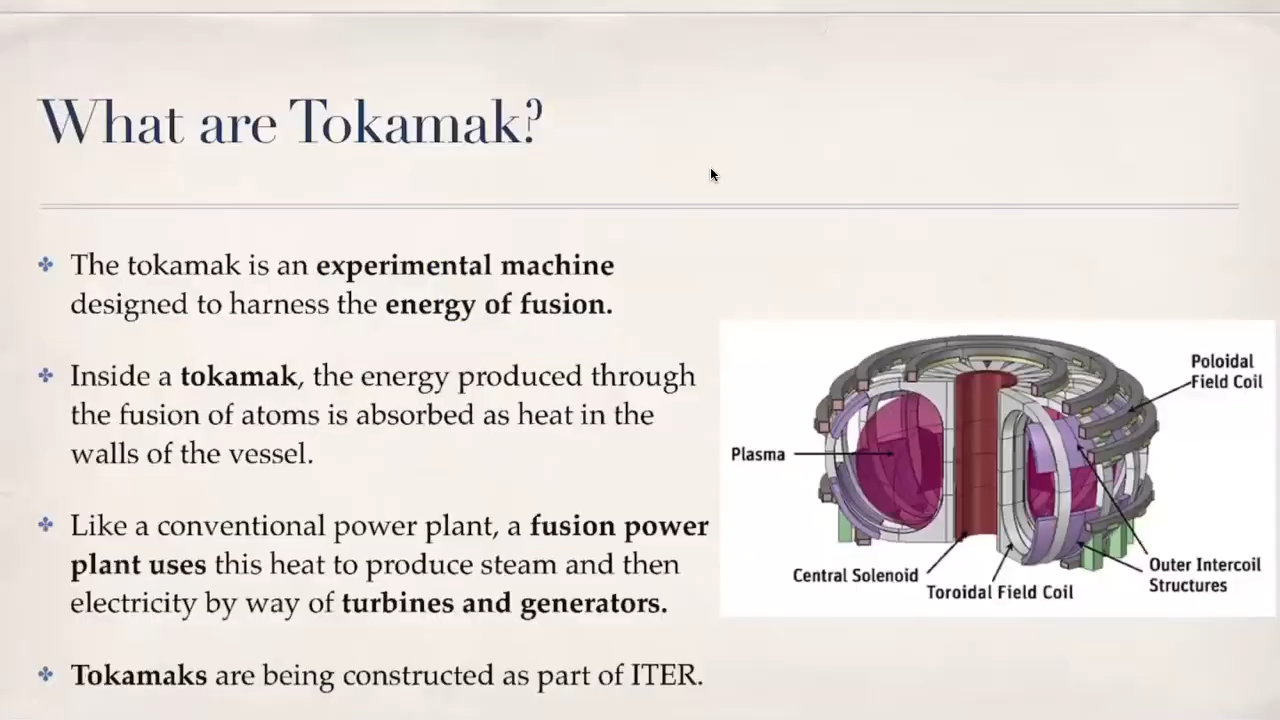 What are Tokamak?
The tokamak is an experimental machine
designed to harness the energy of fusion.
Inside a tokamak, the energy produced through
the fusion of atoms is absorbed as heat in the
walls of the vessel.
Like a conventional power plant, a fusion power
plant uses this heat to produce steam and then
electricity by way of turbines and generators.
Tokamaks are being constructed as part of ITER.
Poloidal
Field Coil
Plasma
Central Solenoid
Toroidal Field Coil
Outer Intercoil
Structures